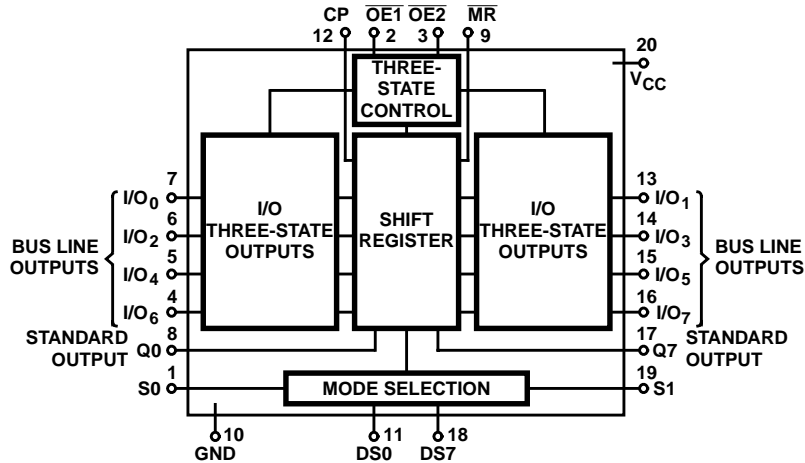 CP OE1 OE2 MR
12 2 3 9
20
VCC
THREE-
STATE
CONTROL
7
I/O0
6
I/O2
5
I/O4
4
I/O6
BUS LINE
OUTPUTS
I/O
THREE-STATE
OUTPUTS
SHIFT
REGISTER
I/O
THREE-STATE
OUTPUTS
13
I/O1
14
I/O3
15
I/O5
16
I/O7
BUS LINE
OUTPUTS
STANDARD
OUTPUT
8
Q0
17
Q7
STANDARD
OUTPUT
1
S0
MODE SELECTION
19
S1
10
GND
11
DS0
18
DS7